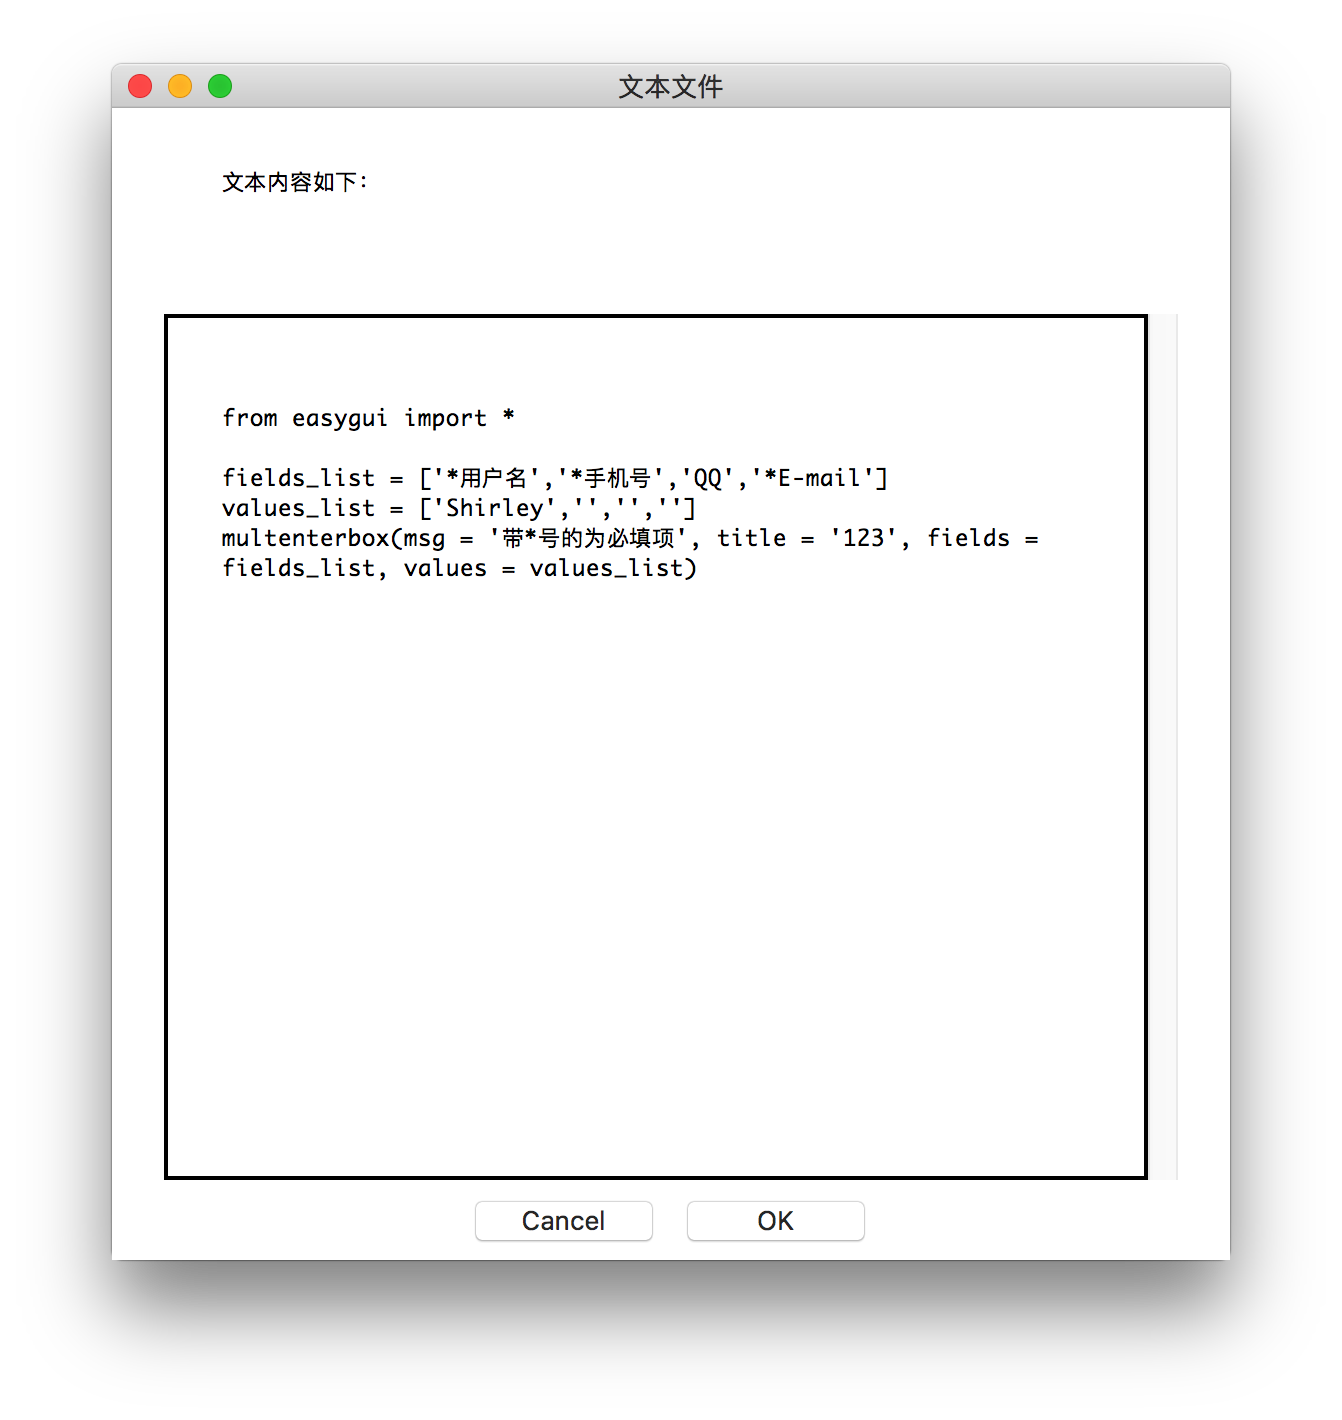 文本文件
文本内容如下：
from easygui import *
fields_list = ['*用户名','*手机号','QQ','*E-mail']
values_list = ['Shirley','','','']
multenterbox(msg = '带*号的为必填项', title = '123', fields =
fields_list, values = values_list)
Cancel
OK